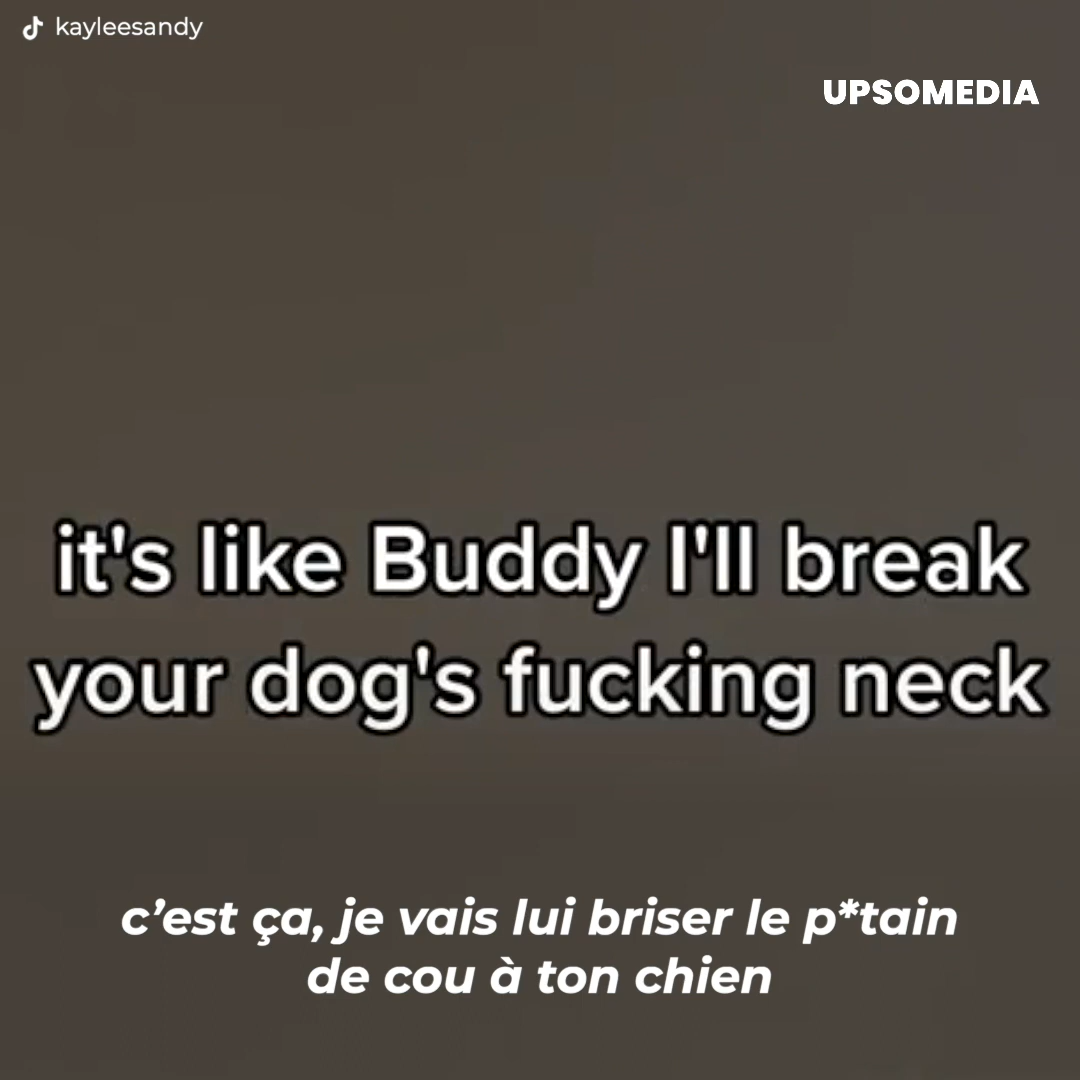 kayleesandy
UPSOMEDIA
it's like Buddy I'll break
your dog's fucking neck
c’est ça, je vais lui briser le p*tain
de cou à ton chien